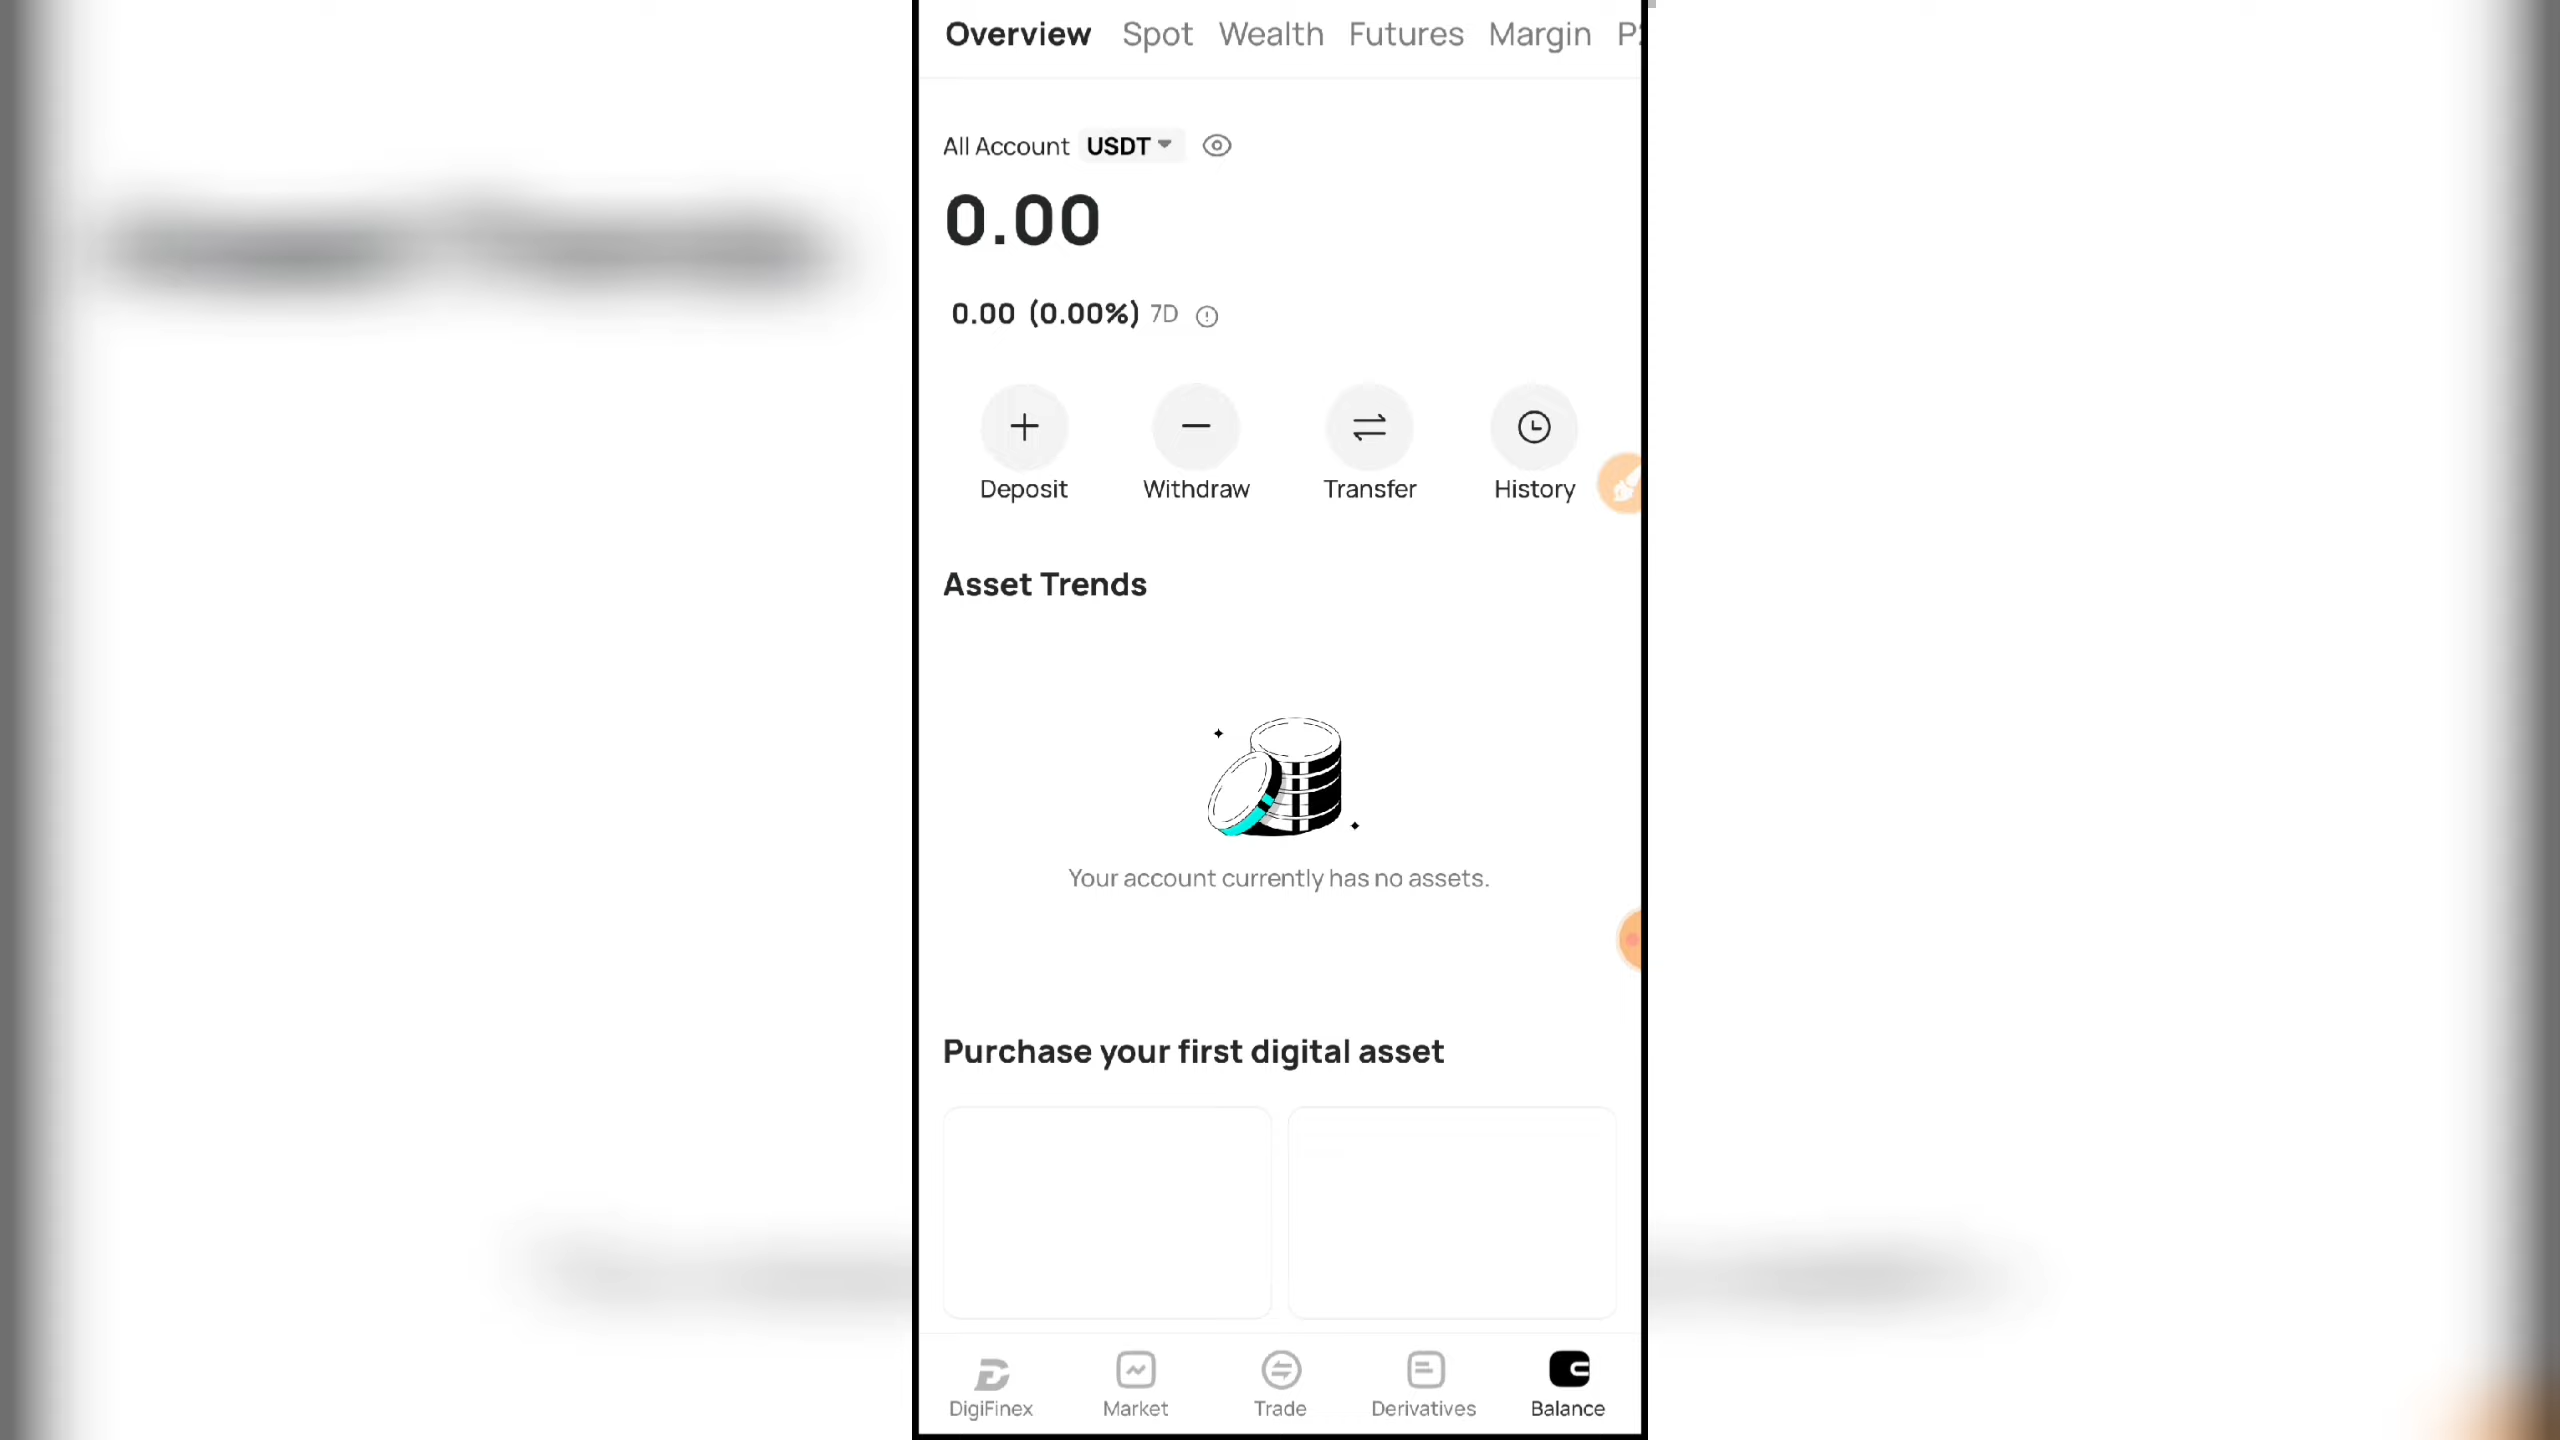 Overview Spot Wealth Futures Margin
All Account USDT
0.00
0.00 (0.00%) 7D
Deposit Withdraw Transfer History
Asset Trends
Your account currently has no assets.
Purchase your first digital asset
DigiFinex Market Trade Derivatives Balance